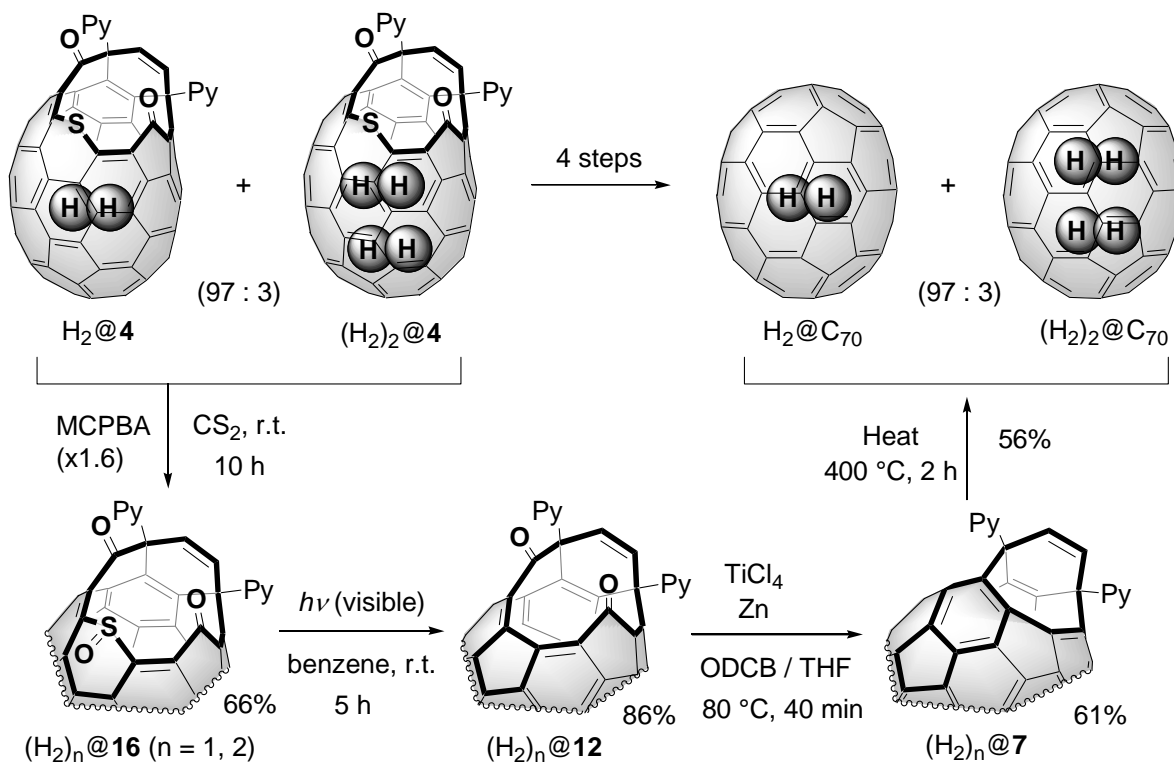 Py
O
Py
O
S
H H
H₂@4
+
Py
O
Py
O
S
H H
H H
(H₂)₂@4
(97 : 3)
4 steps
H H
H₂@C₇₀
+
H H
H H
(H₂)₂@C₇₀
(97 : 3)
MCPBA
(x1.6)
CS₂, r.t.
10 h
Heat
400 °C, 2 h
56%
Py
O
Py
O
S
O
66%
(H₂)ₙ@16 (n = 1, 2)
hν (visible)
benzene, r.t.
5 h
Py
O
Py
O
86%
(H₂)ₙ@12
TiCl₄
Zn
ODCB / THF
80 °C, 40 min
Py
Py
61%
(H₂)ₙ@7